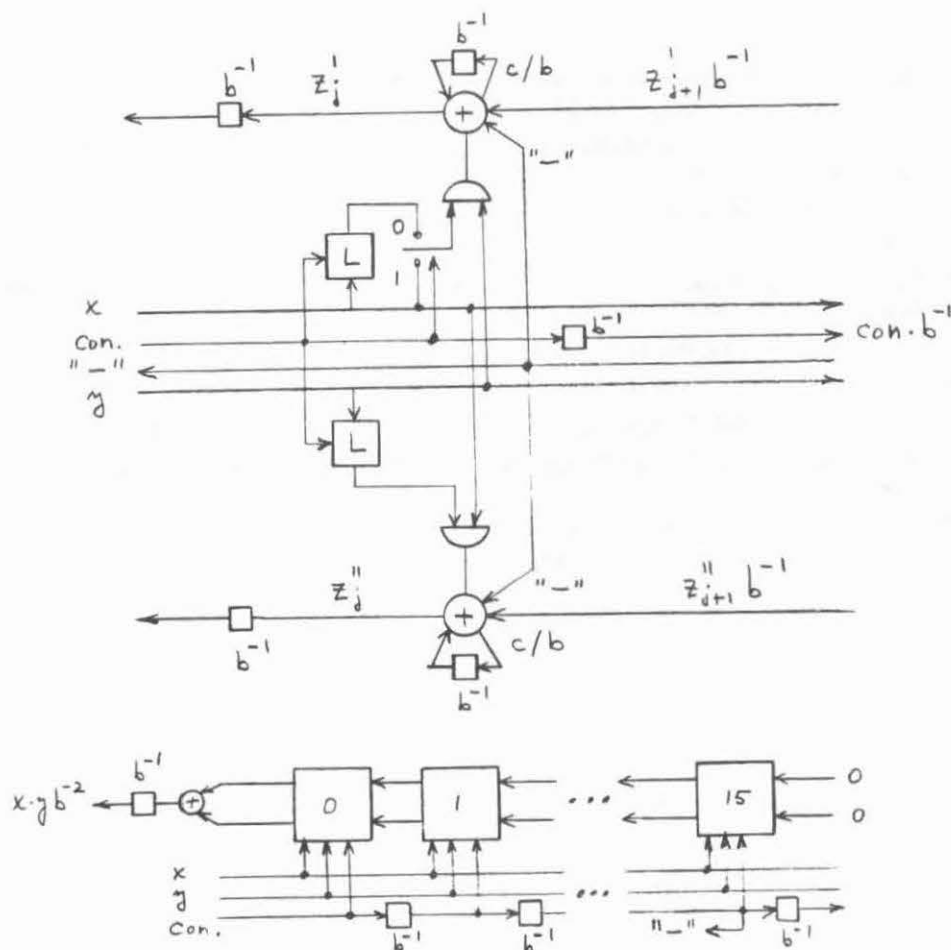 b⁻¹
b⁻¹ z'ⱼ c/b z'ⱼ₊₁ b⁻¹
+
"–"
0
L
1
x
con. b⁻¹ con. b⁻¹
"–"
y
L
z"ⱼ "–" z"ⱼ₊₁ b⁻¹
+
b⁻¹ c/b
b⁻¹
b⁻¹
x·y b⁻² + 0 1 ... 15 0
0
x
y ...
con. b⁻¹ b⁻¹ "–" b⁻¹